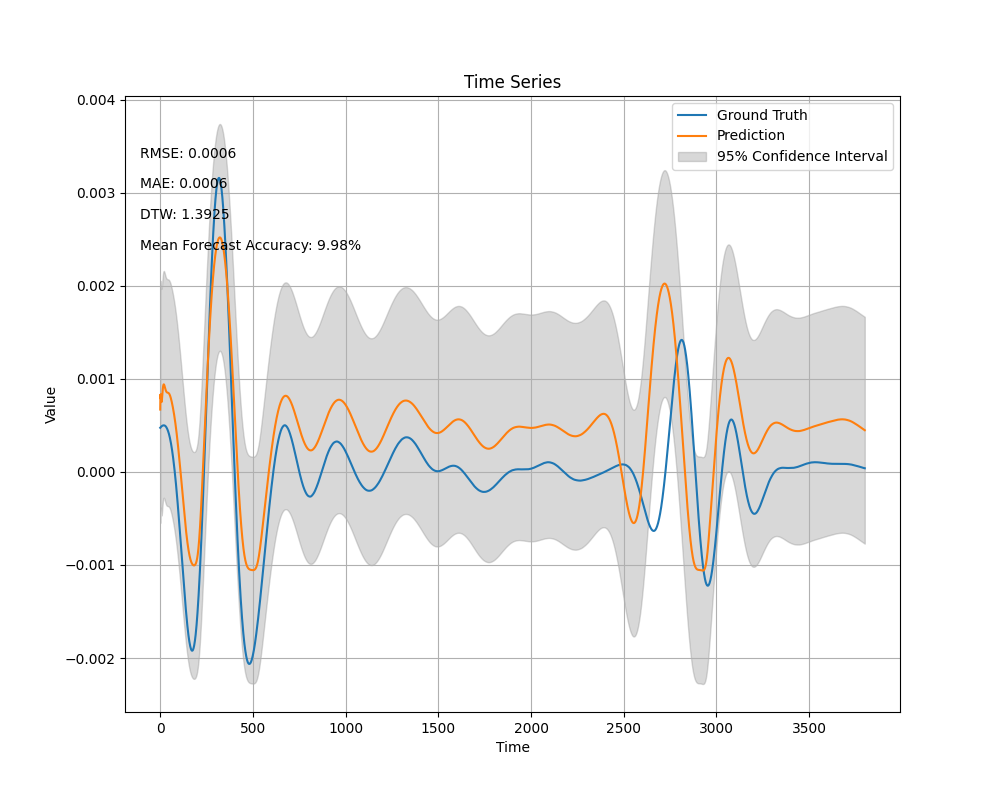 Time Series
Ground Truth
Prediction
95% Confidence Interval
RMSE: 0.0006
MAE: 0.0006
DTW: 1.3925
Mean Forecast Accuracy: 9.98%
0.004
0.003
0.002
0.001
0.000
−0.001
−0.002
Value
0
500
1000
1500
2000
2500
3000
3500
Time